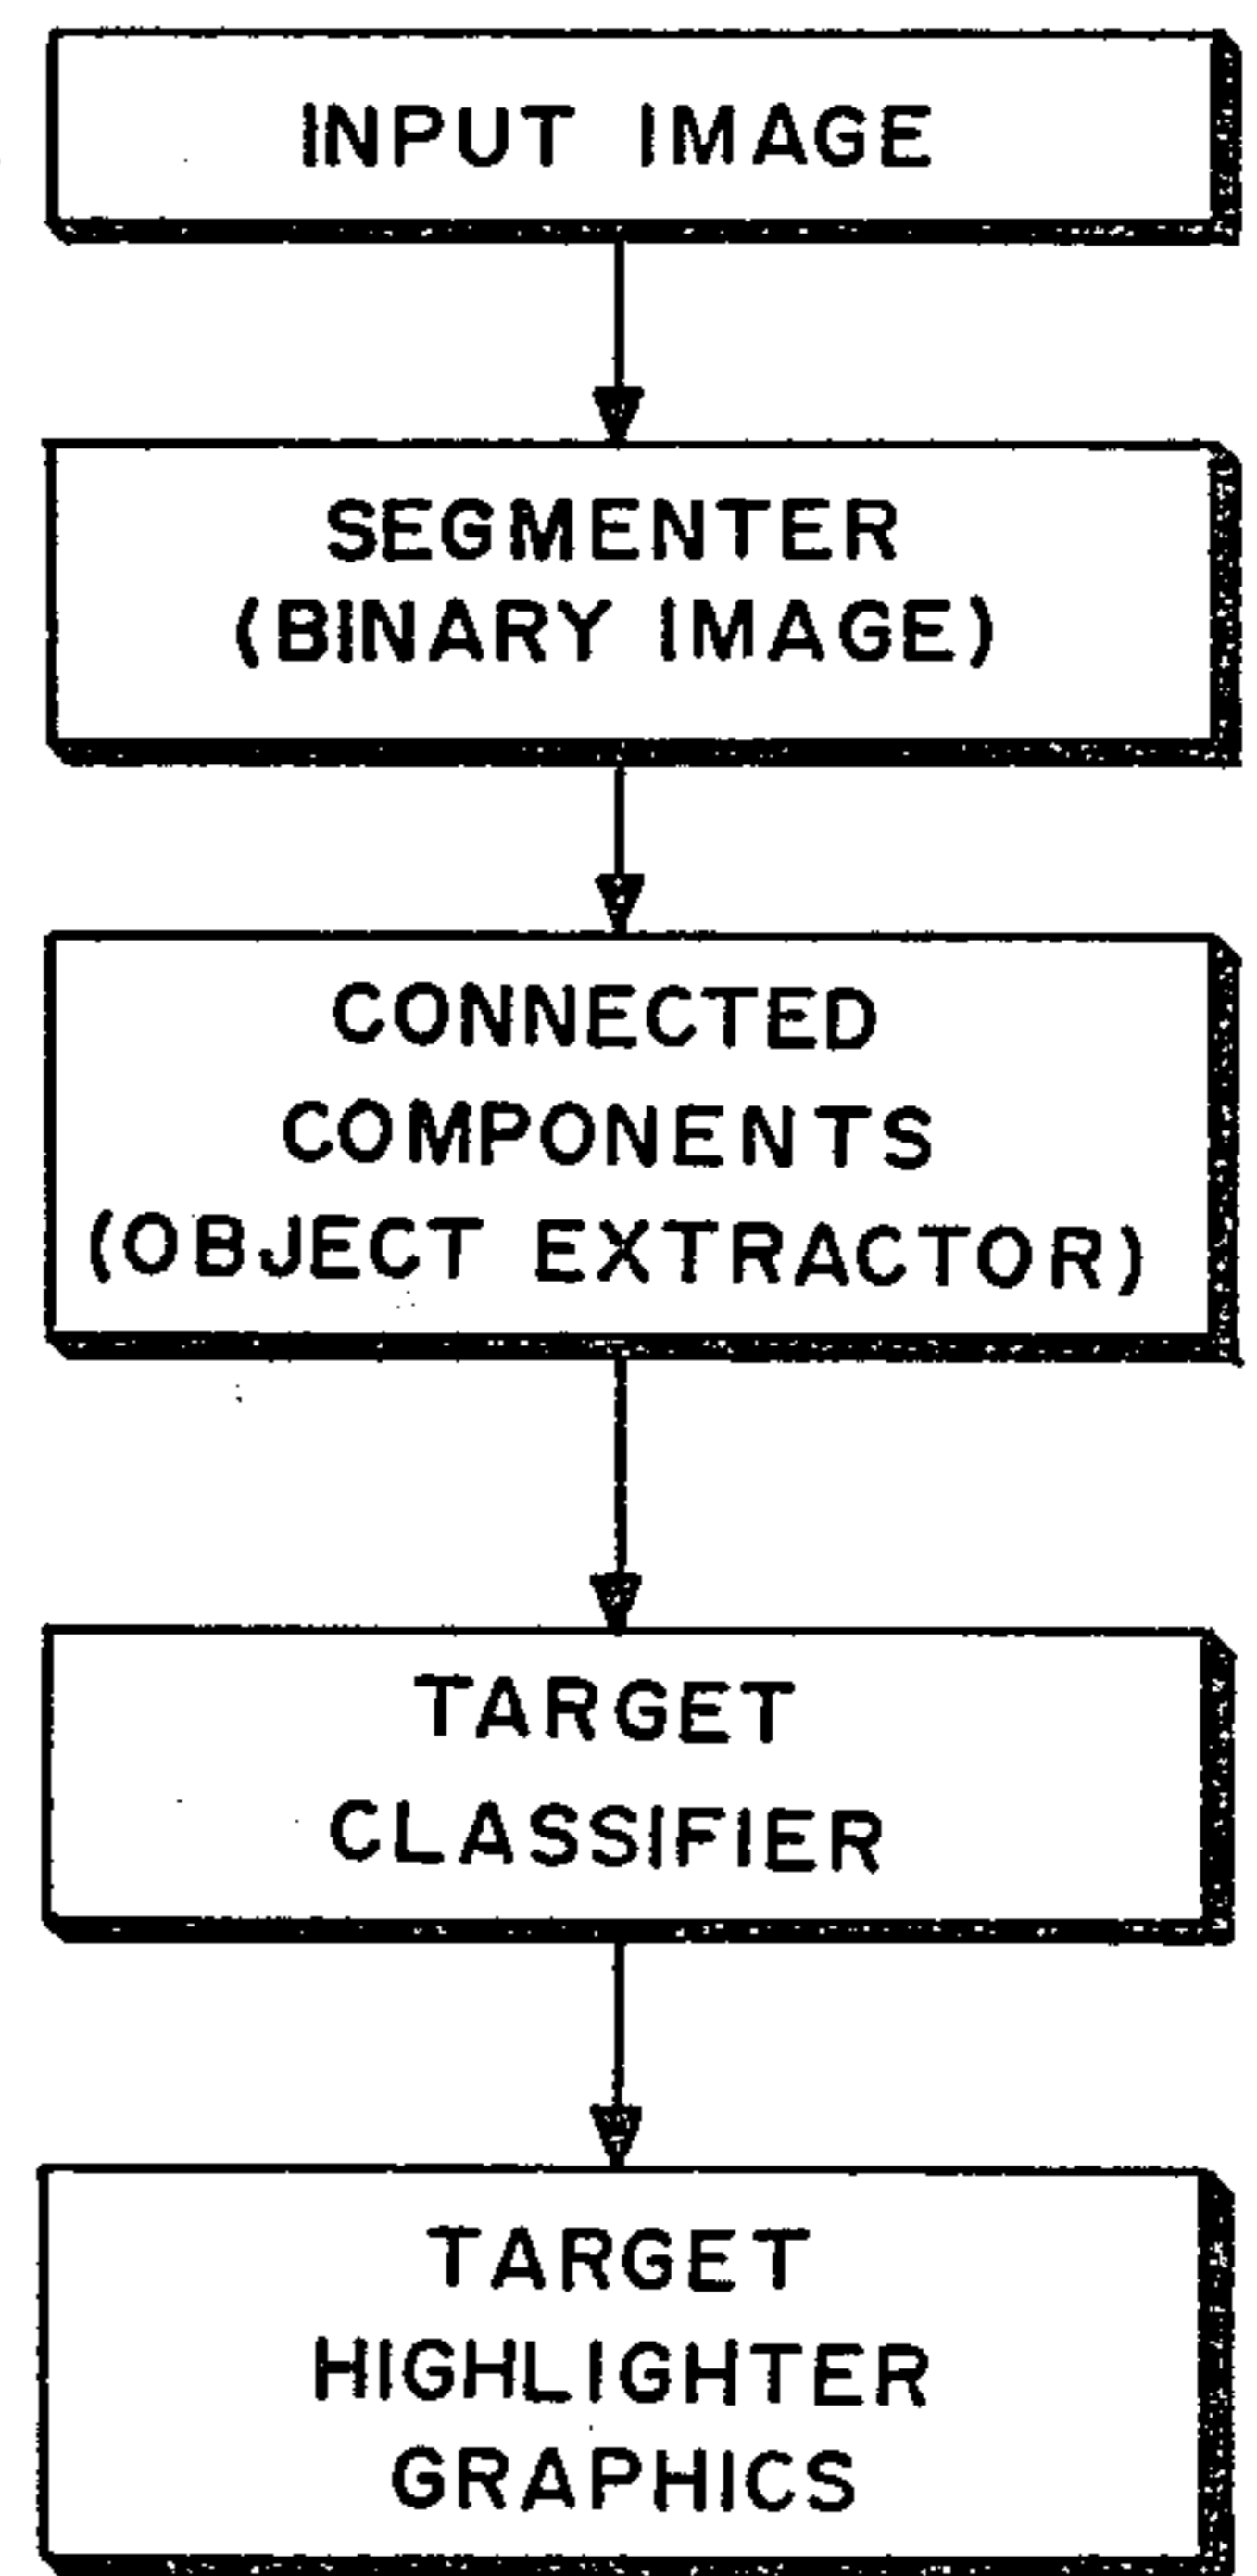 INPUT IMAGE
SEGMENTER
(BINARY IMAGE)
CONNECTED
COMPONENTS
(OBJECT EXTRACTOR)
TARGET
CLASSIFIER
TARGET
HIGHLIGHTER
GRAPHICS